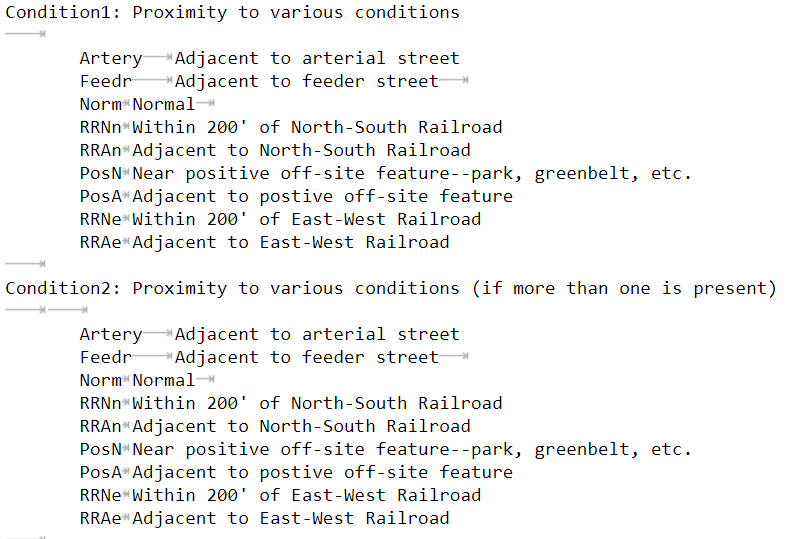 Condition1: Proximity to various conditions
Artery Adjacent to arterial street
Feedr Adjacent to feeder street
Norm Normal
RRNn Within 200' of North-South Railroad
RRAn Adjacent to North-South Railroad
PosN Near positive off-site feature--park, greenbelt, etc.
PosA Adjacent to postive off-site feature
RRNe Within 200' of East-West Railroad
RRAe Adjacent to East-West Railroad
Condition2: Proximity to various conditions (if more than one is present)
Artery Adjacent to arterial street
Feedr Adjacent to feeder street
Norm Normal
RRNn Within 200' of North-South Railroad
RRAn Adjacent to North-South Railroad
PosN Near positive off-site feature--park, greenbelt, etc.
PosA Adjacent to postive off-site feature
RRNe Within 200' of East-West Railroad
RRAe Adjacent to East-West Railroad